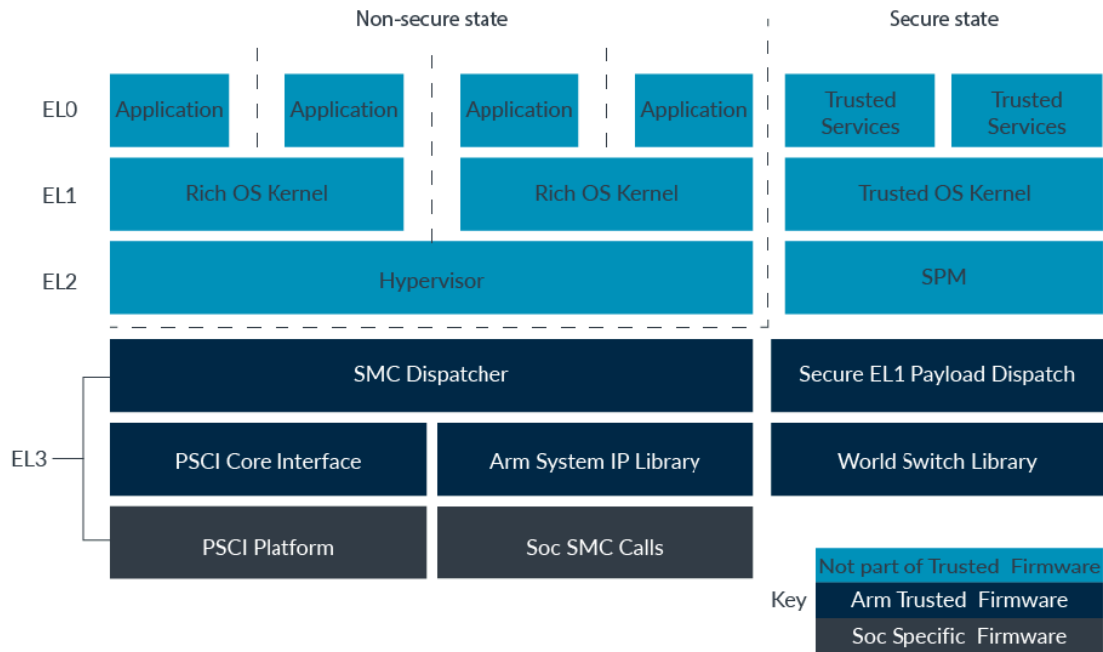 Non-secure state
Secure state
EL0
Application
Application
Application
Application
Trusted
Services
Trusted
Services
EL1
Rich OS Kernel
Rich OS Kernel
Trusted OS Kernel
EL2
Hypervisor
SPM
SMC Dispatcher
Secure EL1 Payload Dispatch
EL3
PSCI Core Interface
Arm System IP Library
World Switch Library
PSCI Platform
Soc SMC Calls
Key
Not part of Trusted Firmware
Arm Trusted Firmware
Soc Specific Firmware